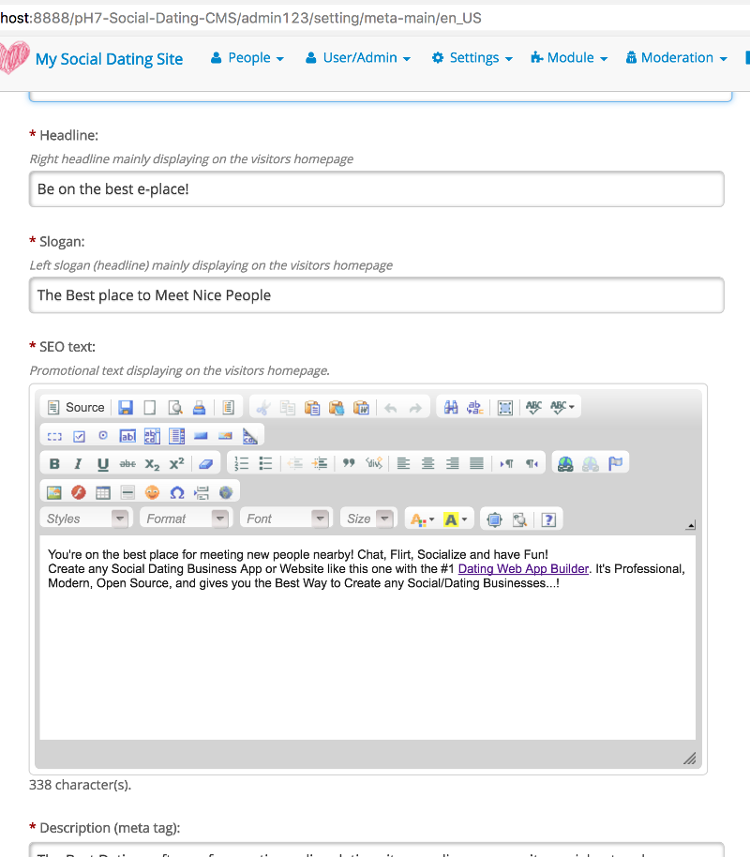 host:8888/pH7-Social-Dating-CMS/admin123/setting/meta-main/en_US
My Social Dating Site People User/Admin Settings Module Moderation
* Headline:
Right headline mainly displaying on the visitors homepage
Be on the best e-place!
* Slogan:
Left slogan (headline) mainly displaying on the visitors homepage
The Best place to Meet Nice People
* SEO text:
Promotional text displaying on the visitors homepage.
Source
Styles Format Font Size
You're on the best place for meeting new people nearby! Chat, Flirt, Socialize and have Fun!
Create any Social Dating Business App or Website like this one with the #1 Dating Web App Builder. It's Professional,
Modern, Open Source, and gives you the Best Way to Create any Social/Dating Businesses...!
338 character(s).
* Description (meta tag):